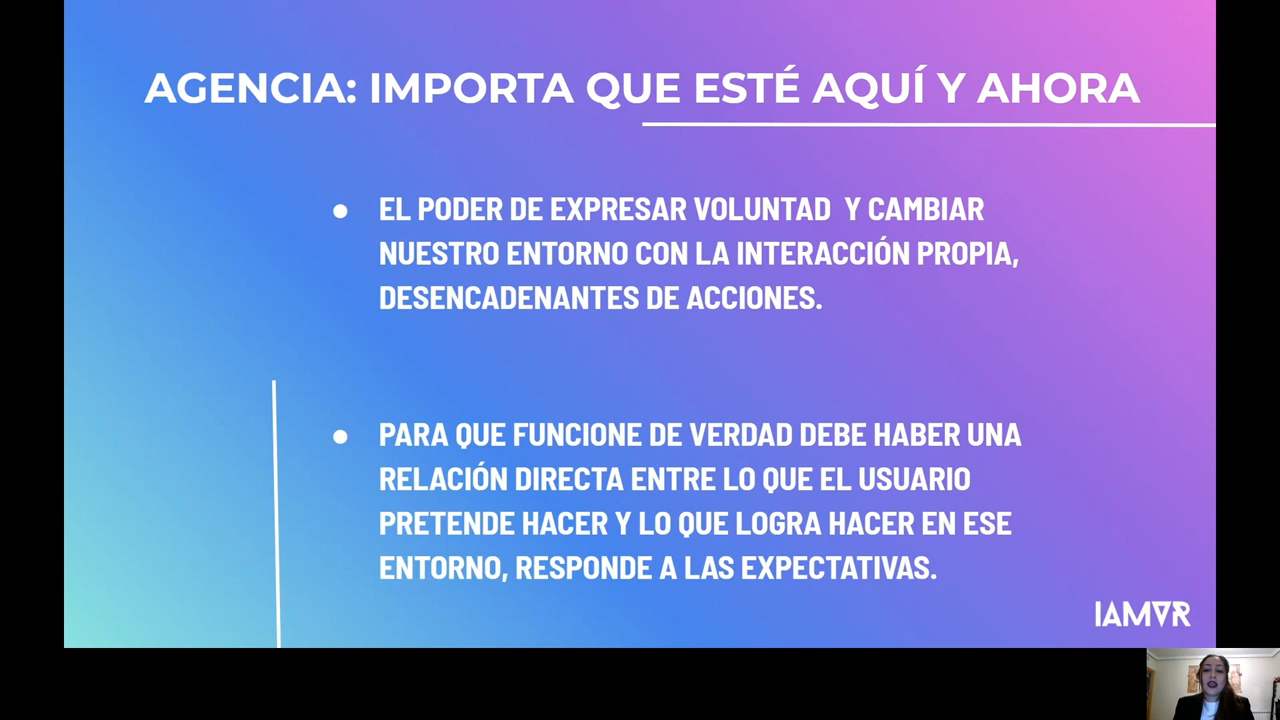 AGENCIA: IMPORTA QUE ESTÉ AQUÍ Y AHORA
● EL PODER DE EXPRESAR VOLUNTAD Y CAMBIAR
NUESTRO ENTORNO CON LA INTERACCIÓN PROPIA,
DESENCADENANTES DE ACCIONES.
● PARA QUE FUNCIONE DE VERDAD DEBE HABER UNA
RELACIÓN DIRECTA ENTRE LO QUE EL USUARIO
PRETENDE HACER Y LO QUE LOGRA HACER EN ESE
ENTORNO, RESPONDE A LAS EXPECTATIVAS.
IAMVR